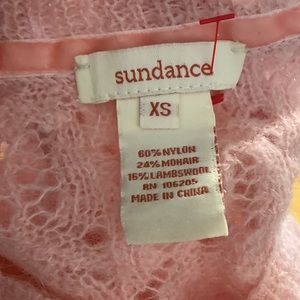 sundance
XS
60% NYLON
24% MOHAIR
16% LAMBSWOOL
RN 106205
MADE IN CHINA